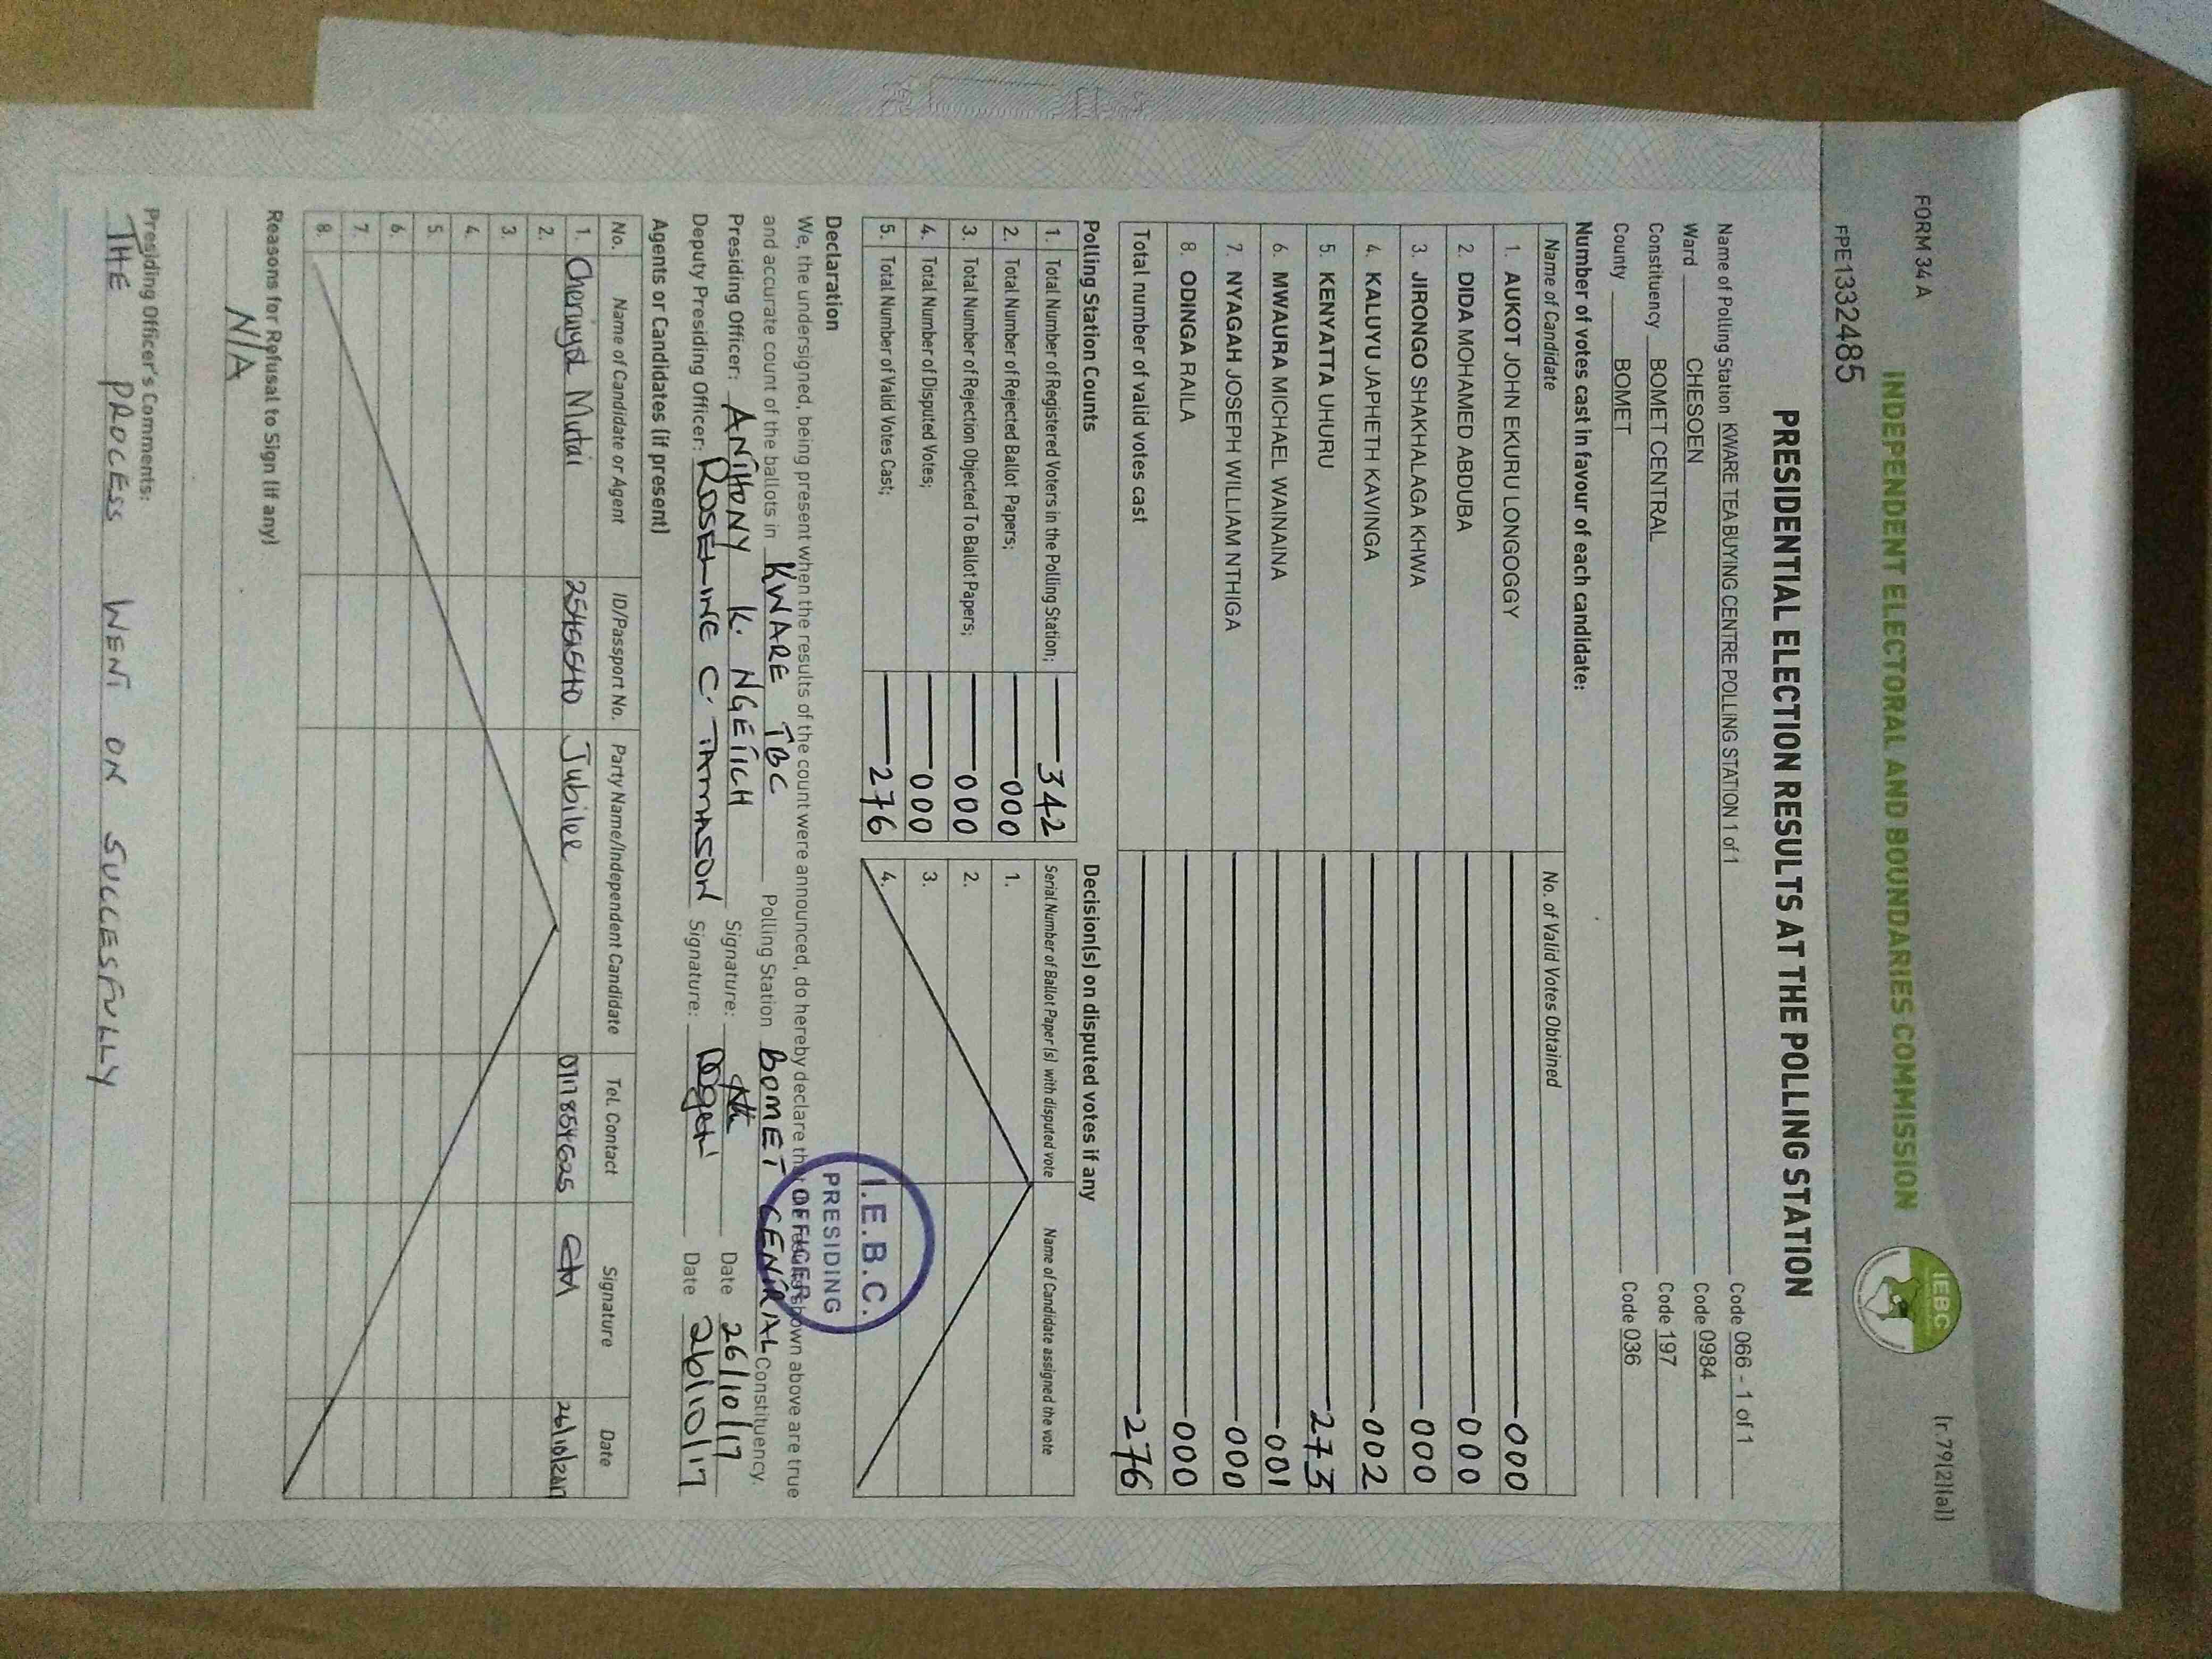 FORM 34 A
[r.79(2)(a)]
INDEPENDENT ELECTORAL AND BOUNDARIES COMMISSION
IEBC
FPE1332485
PRESIDENTIAL ELECTION RESULTS AT THE POLLING STATION
Name of Polling Station KWARE TEA BUYING CENTRE POLLING STATION 1 of 1 Code 066 - 1 of 1
Ward CHESOEN Code 0984
Constituency BOMET CENTRAL Code 197
County BOMET Code 036
Number of votes cast in favour of each candidate:
Name of Candidate No. of Valid Votes Obtained
1. AUKOT JOHN EKURU LONGOGGY 000
2. DIDA MOHAMED ABDUBA 000
3. JIRONGO SHAKHALAGA KHWA 000
4. KALUYU JAPHETH KAVINGA 002
5. KENYATTA UHURU 273
6. MWAURA MICHAEL WAINAINA 001
7. NYAGAH JOSEPH WILLIAM NTHIGA 000
8. ODINGA RAILA 000
Total number of valid votes cast 276
Polling Station Counts
1. Total Number of Registered Voters in the Polling Station; 342
2. Total Number of Rejected Ballot Papers; 000
3. Total Number of Rejection Objected To Ballot Papers; 000
4. Total Number of Disputed Votes; 000
5. Total Number of Valid Votes Cast; 276
Decision(s) on disputed votes if any
Serial Number of Ballot Paper (s) with disputed vote Name of Candidate assigned the vote
1.
2.
3.
4.
I.E.B.C.
PRESIDING
OFFICER
Declaration
We, the undersigned, being present when the results of the count were announced, do hereby declare that the results shown above are true
and accurate count of the ballots in KWARE TBC Polling Station BOMET CENTRAL Constituency.
Presiding Officer: ANTHONY K. NGETICH Signature: Date 26/10/17
Deputy Presiding Officer: ROSELINE C. Signature: Date 26/10/17
Agents or Candidates (if present)
No. Name of Candidate or Agent ID/Passport No. Party Name/Independent Candidate Tel. Contact Signature Date
1. Mutai Jubilee 0717854625 CM 26/10/2017
2.
3.
4.
5.
6.
7.
8.
Reasons for Refusal to Sign (if any)
N/A
Presiding Officer's Comments:
THE PROCESS WENT ON SUCCESFULLY